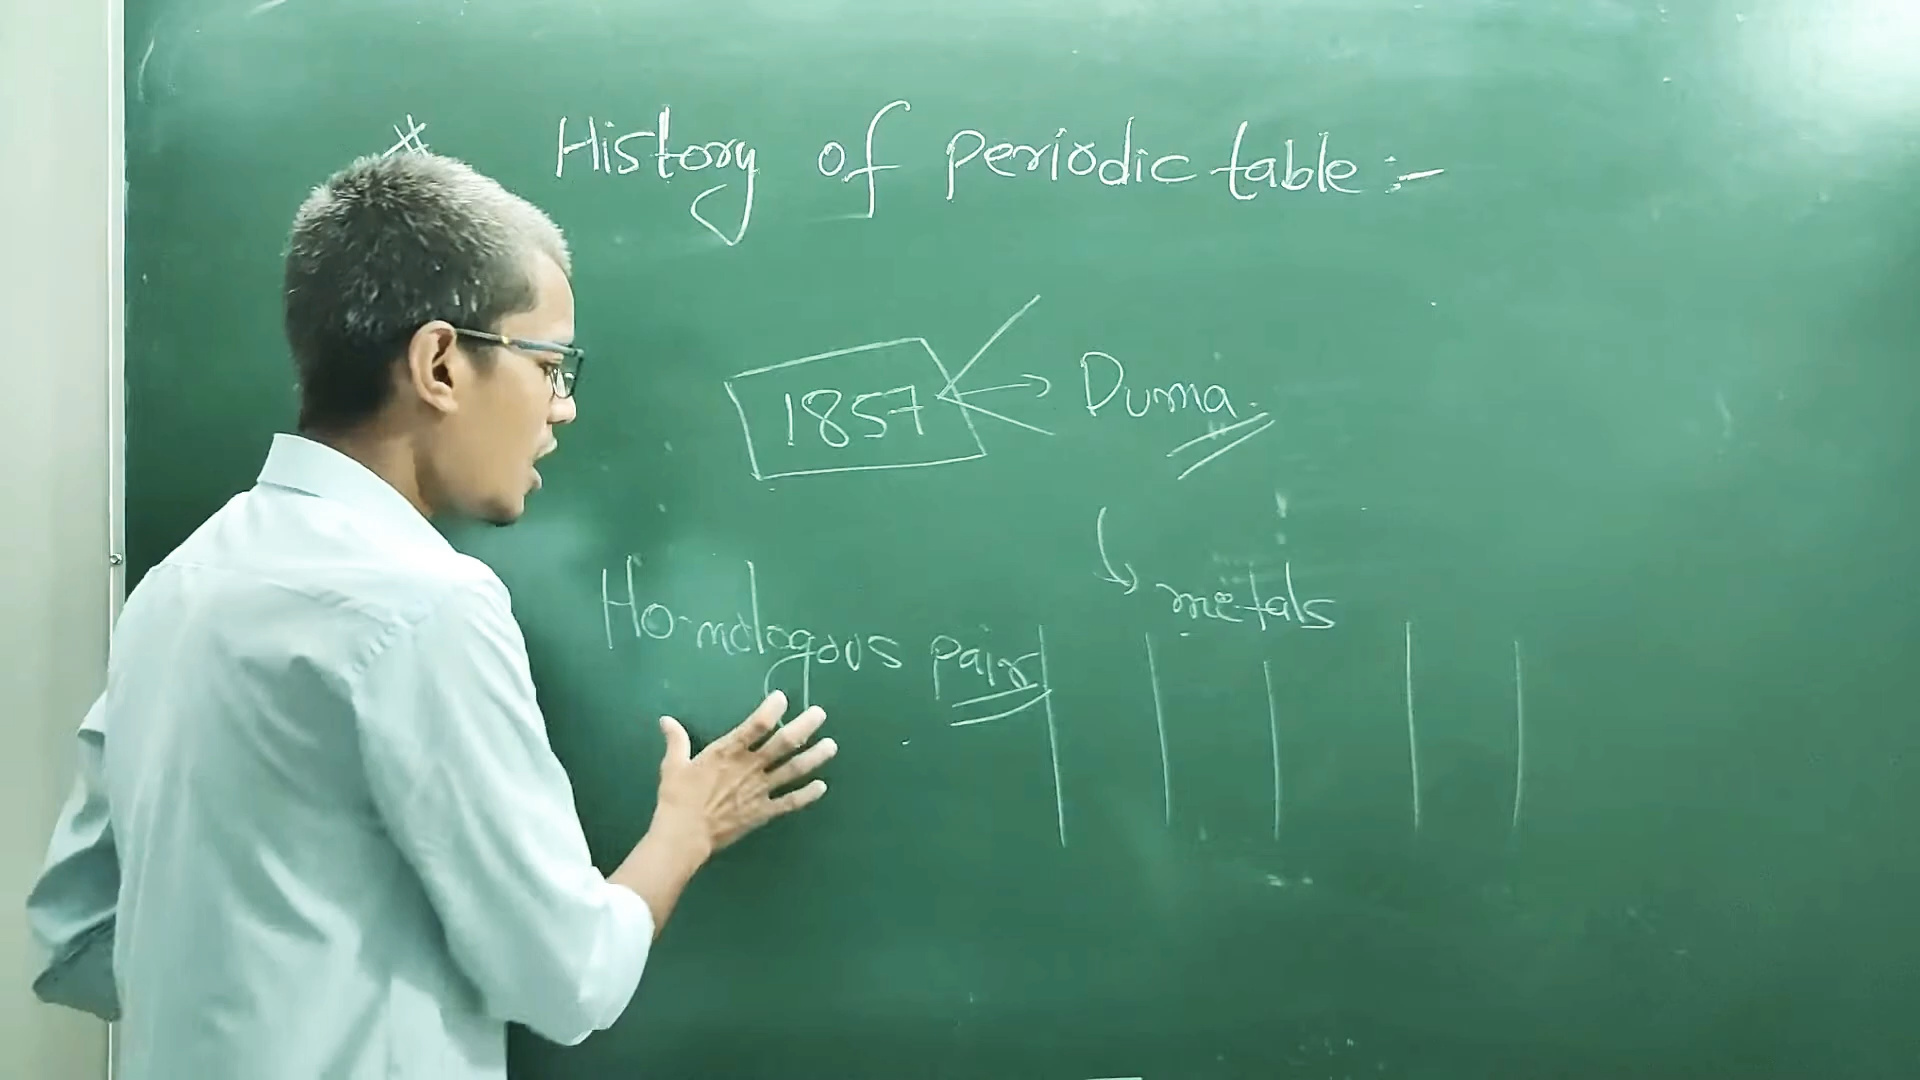 History of periodic table :-
1857 → Duma
metals
Homologous pair